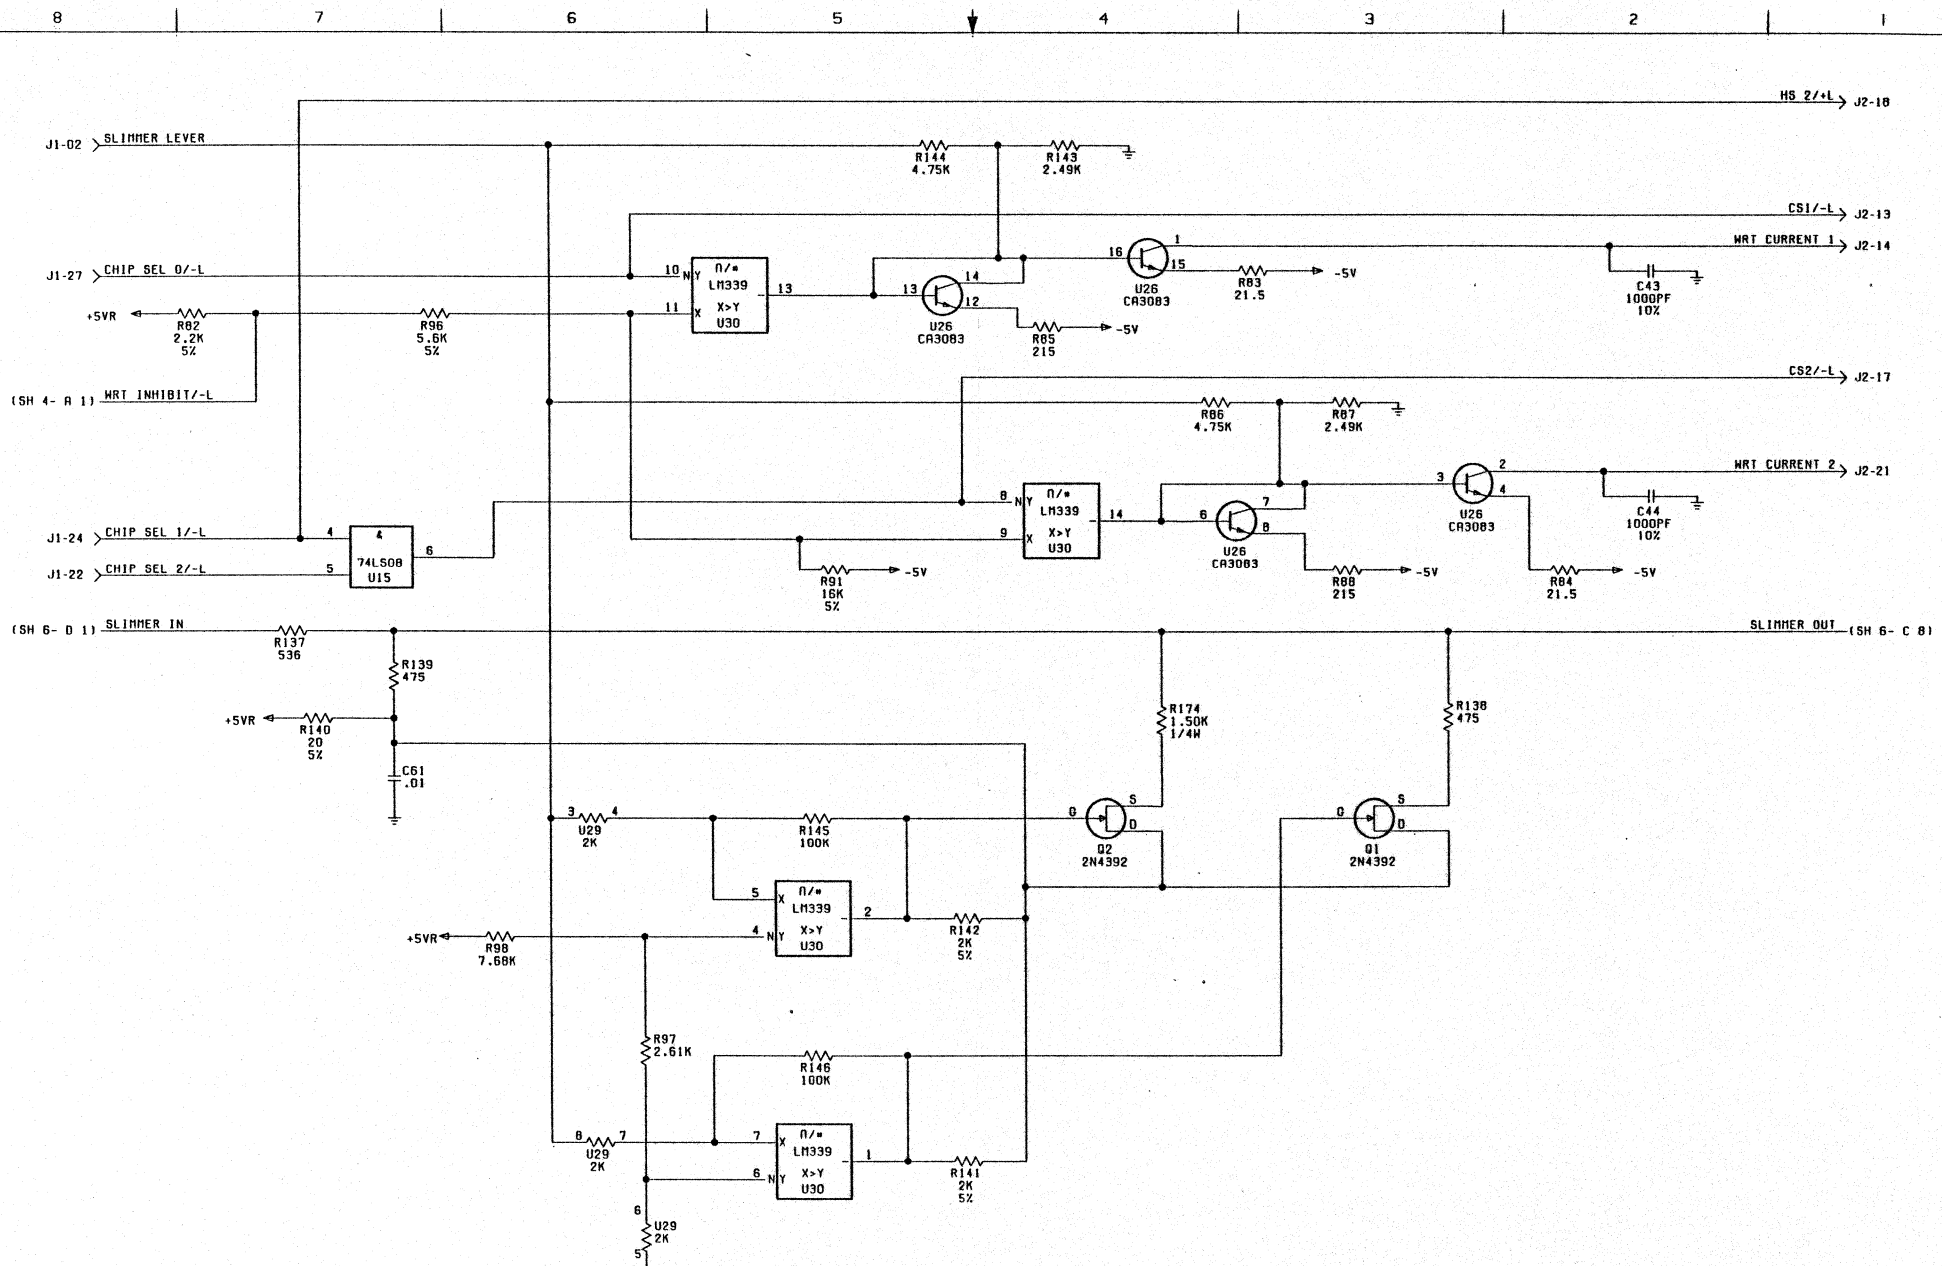 8 7 6 5 4 3 2 1
HS 2/+L J2-18
J1-02 SLIMMER LEVER
R144
4.75K
R143
2.49K
CS1/-L J2-13
WRT CURRENT 1 J2-14
J1-27 CHIP SEL 0/-L
10 N Y
LM339
X>Y
U30
11 X
13
13
14
12
U26
CA3083
16
1
15
U26
CA3083
R83
21.5
-5V
C43
1000PF
10%
R85
215
-5V
+5VR
R82
2.2K
5%
R96
5.6K
5%
(SH 4- A 1) WRT INHIBIT/-L
CS2/-L J2-17
R86
4.75K
R87
2.49K
WRT CURRENT 2 J2-21
8 N Y
LM339
X>Y
U30
9 X
14
6
7
8
U26
CA3083
3
2
4
U26
CA3083
C44
1000PF
10%
J1-24 CHIP SEL 1/-L
J1-22 CHIP SEL 2/-L
4
5
&
74LS08
U15
6
R91
16K
5%
-5V
R88
215
-5V
R84
21.5
-5V
(SH 6- D 1) SLIMMER IN
SLIMMER OUT (SH 6- C 8)
R137
536
R139
475
+5VR
R140
20
5%
C61
.01
R174
1.50K
1/4W
R138
475
3 4
U29
2K
R145
100K
G S D
Q2
2N4392
G S D
Q1
2N4392
5 X
LM339
X>Y
U30
4 N Y
2
R142
2K
5%
+5VR
R98
7.68K
R97
2.61K
R146
100K
8 7
U29
2K
7 X
LM339
X>Y
U30
6 N Y
1
R141
2K
5%
6
U29
2K
5